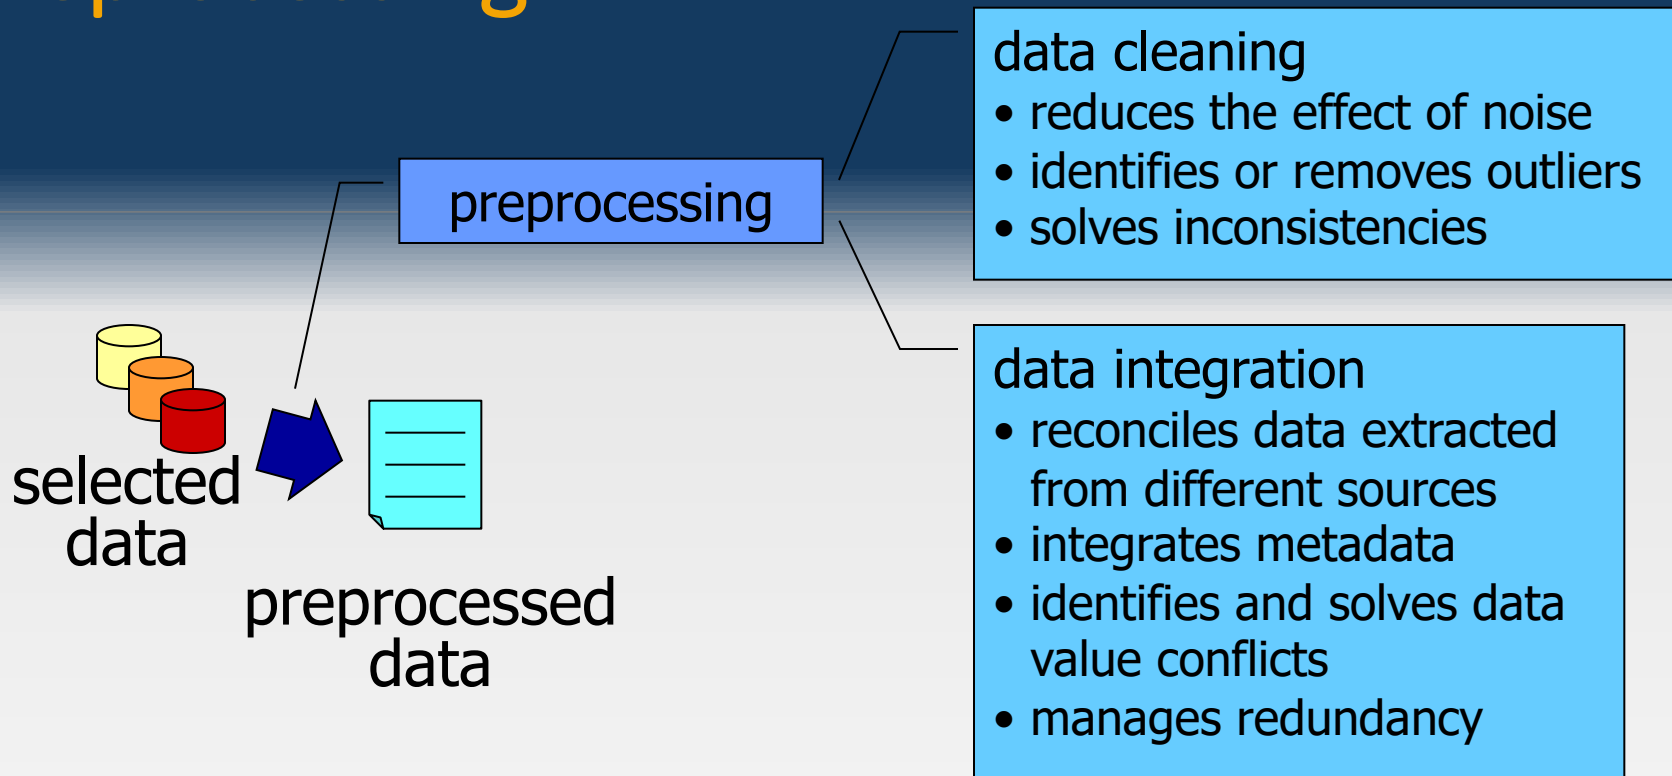 preprocessing
data cleaning
• reduces the effect of noise
• identifies or removes outliers
• solves inconsistencies
selected
data
preprocessed
data
data integration
• reconciles data extracted
from different sources
• integrates metadata
• identifies and solves data
value conflicts
• manages redundancy